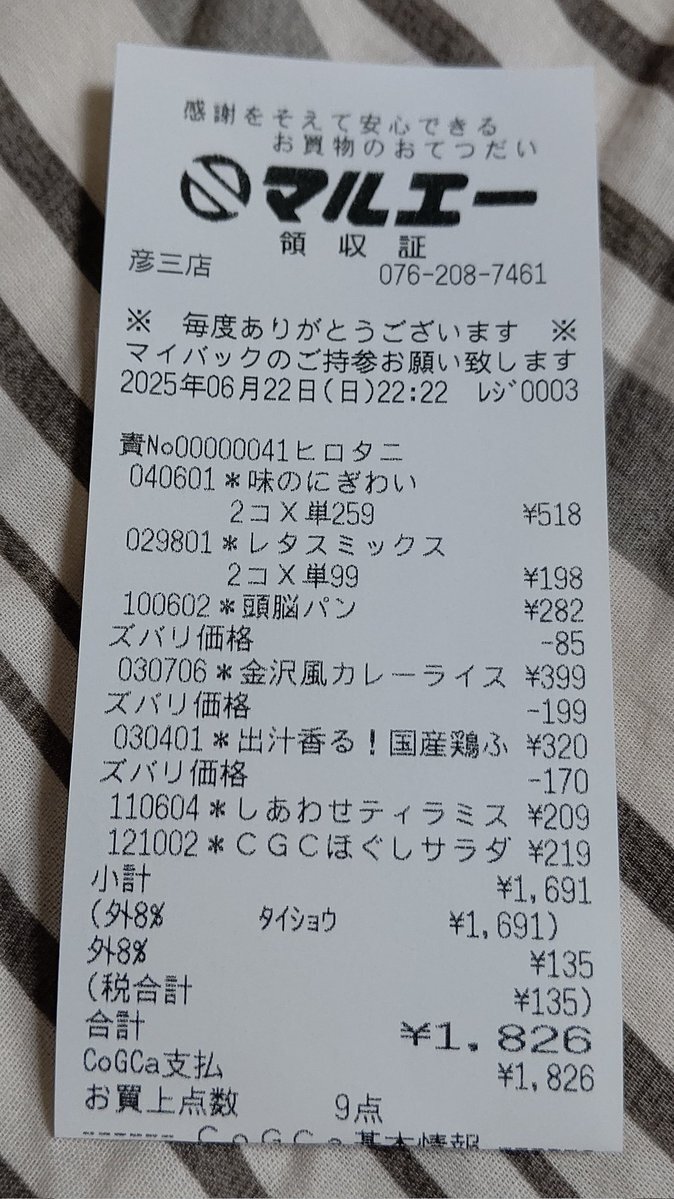 感謝をそえて安心できる
お買物のおてつだい
マルエー
領収証
彦三店 076-208-7461
※ 毎度ありがとうございます ※
マイバックのご持参お願い致します
2025年06月22日(日)22:22 ﾚｼﾞ0003
責No00000041ヒロタニ
040601*味のにぎわい
2コX単259 ¥518
029801*レタスミックス
2コX単99 ¥198
100602*頭脳パン ¥282
ズバリ価格 -85
030706*金沢風カレーライス ¥399
ズバリ価格 -199
030401*出汁香る!国産鶏ふ ¥320
ズバリ価格 -170
110604*しあわせティラミス ¥209
121002*CGCほぐしサラダ ¥219
小計 ¥1,691
(外8% ﾀｲｼｮｳ ¥1,691)
外8% ¥135
(税合計 ¥135)
合計 ¥1,826
CoGCa支払 ¥1,826
お買上点数 9点
------ CoGCa基本情報 ------